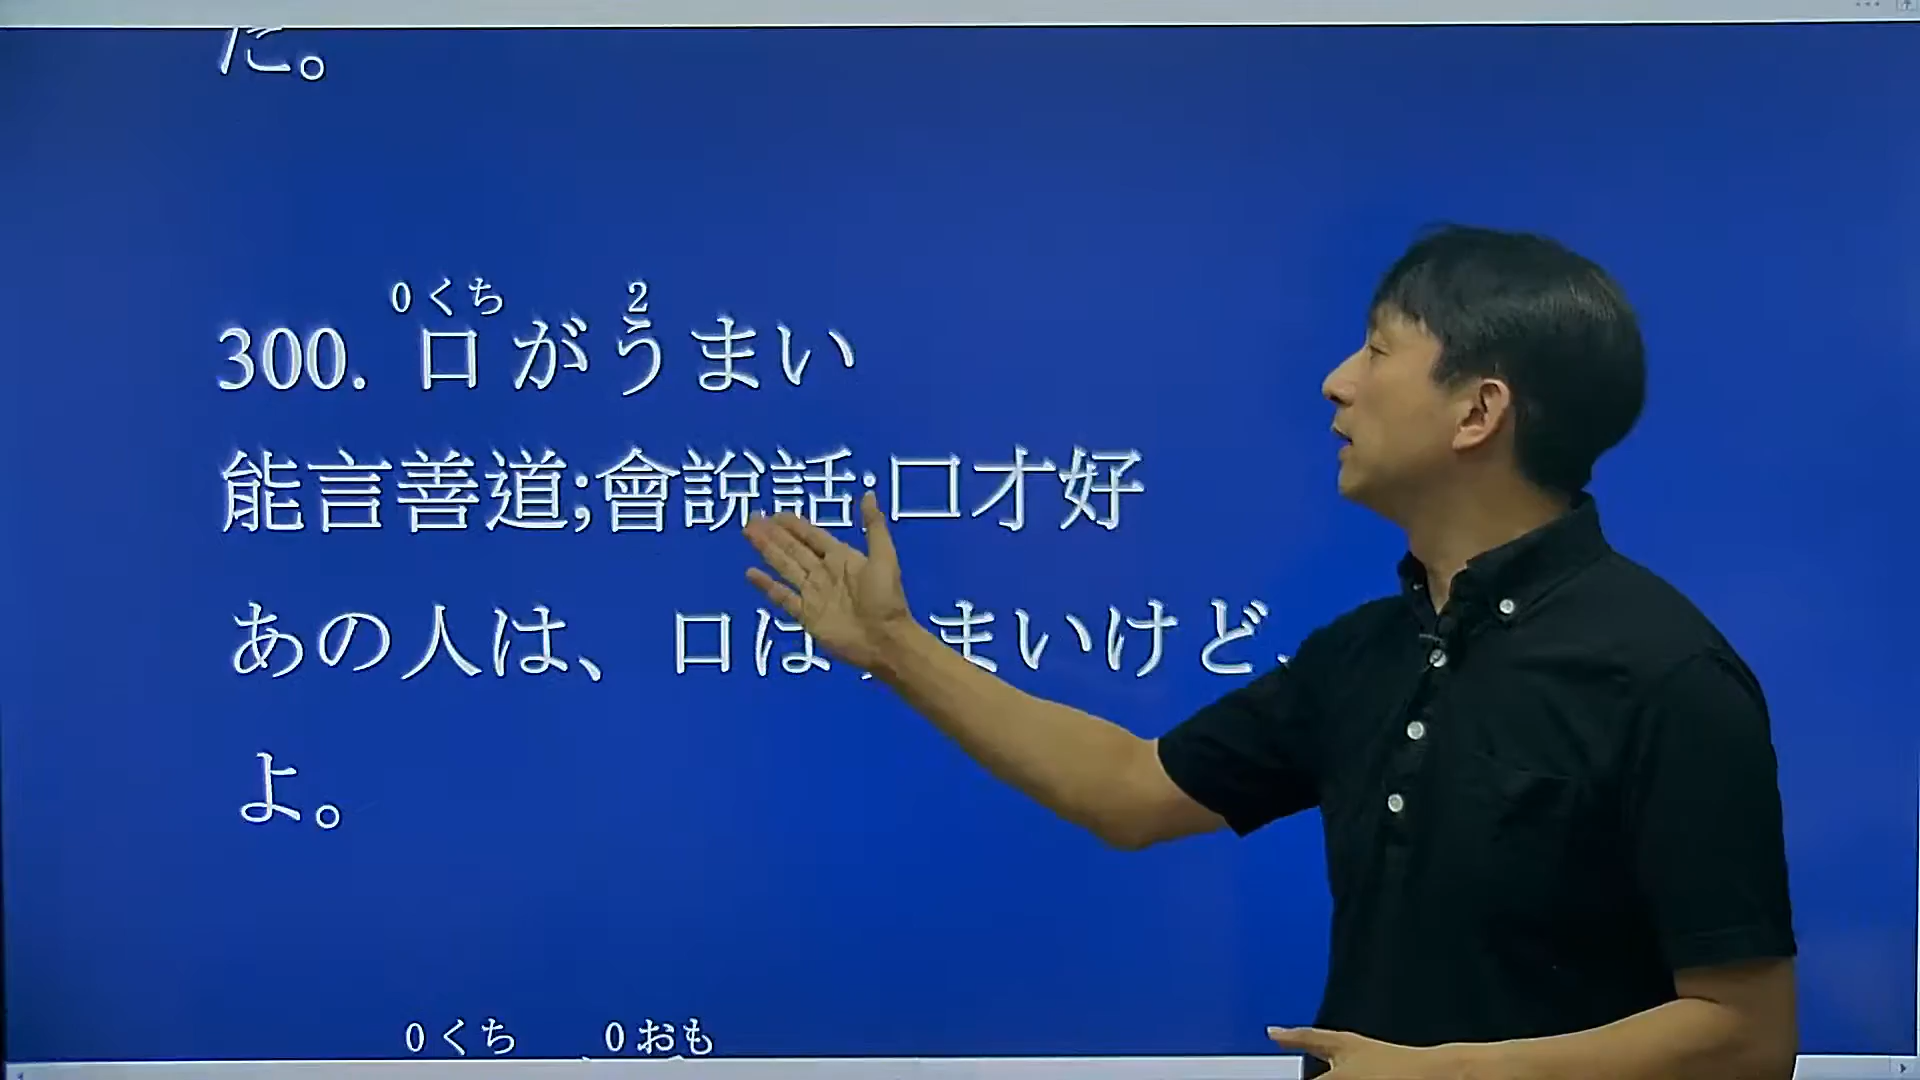 だ。
0くち 2
300. 口がうまい
能言善道;會說話;口才好
あの人は、口は まいけど、
よ。
0くち 0おも